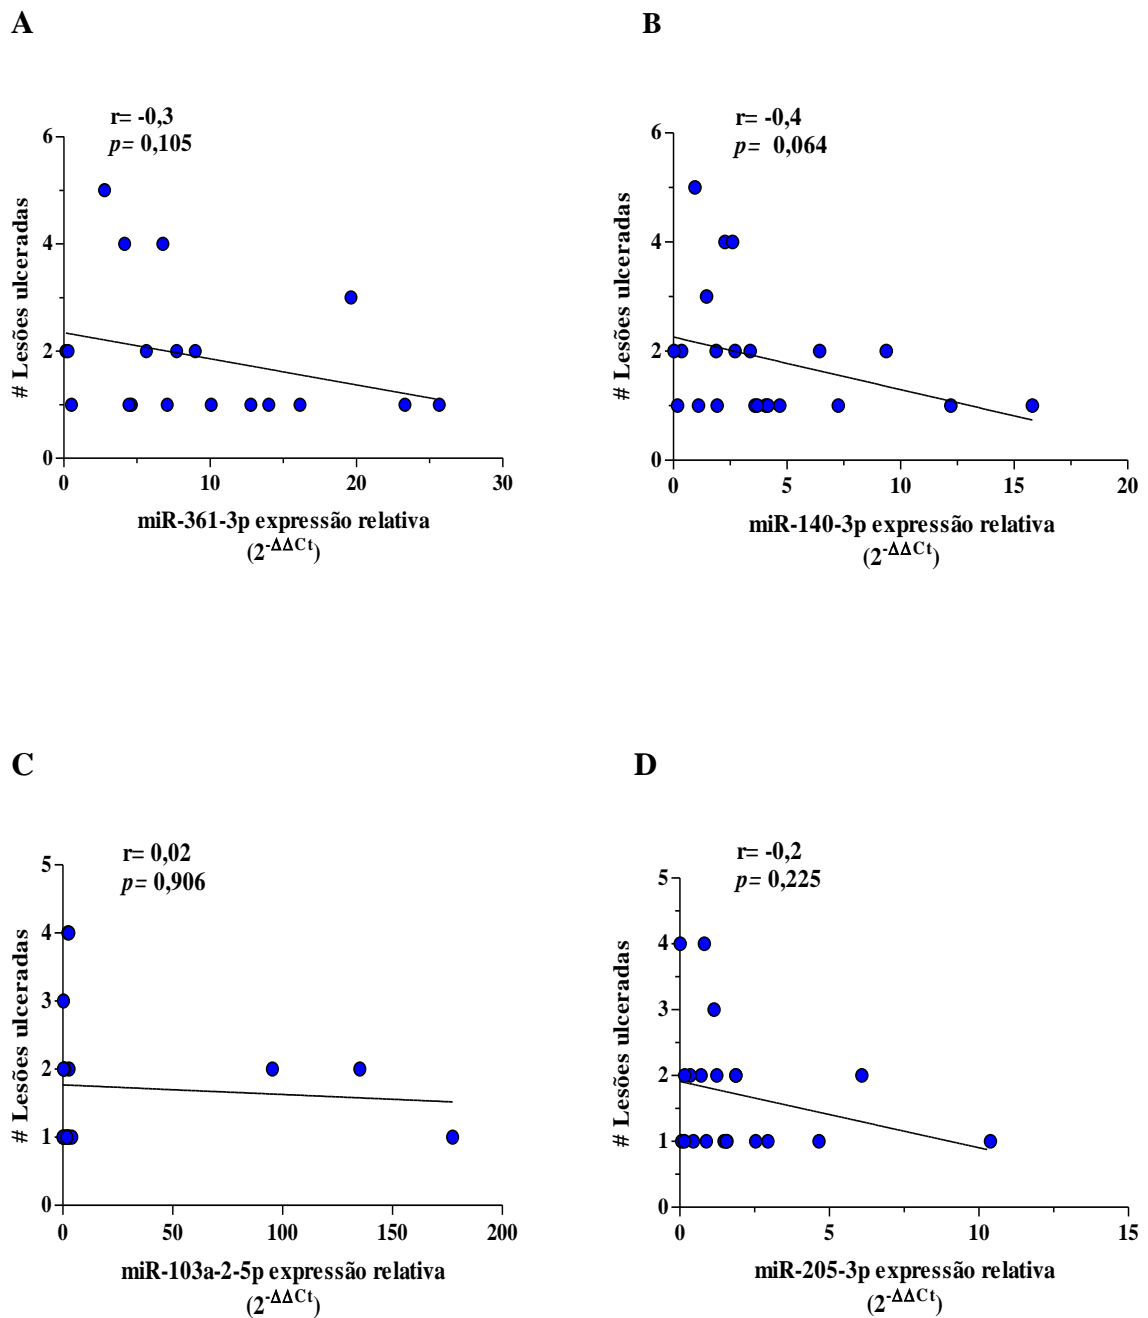 A
r= -0,3
p= 0,105
# Lesões ulceradas
6
4
2
0
0 10 20 30
miR-361-3p expressão relativa
(2^-ΔΔCt)
B
r= -0,4
p= 0,064
# Lesões ulceradas
6
4
2
0
0 5 10 15 20
miR-140-3p expressão relativa
(2^-ΔΔCt)
C
r= 0,02
p= 0,906
# Lesões ulceradas
5
4
3
2
1
0
0 50 100 150 200
miR-103a-2-5p expressão relativa
(2^-ΔΔCt)
D
r= -0,2
p= 0,225
# Lesões ulceradas
5
4
3
2
1
0
0 5 10 15
miR-205-3p expressão relativa
(2^-ΔΔCt)